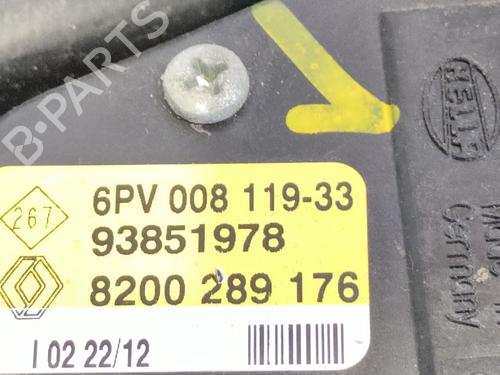 B-PARTS
HELLA
267
6PV 008 119-33
93851978
8200 289 176
I 02 22/12
Germany